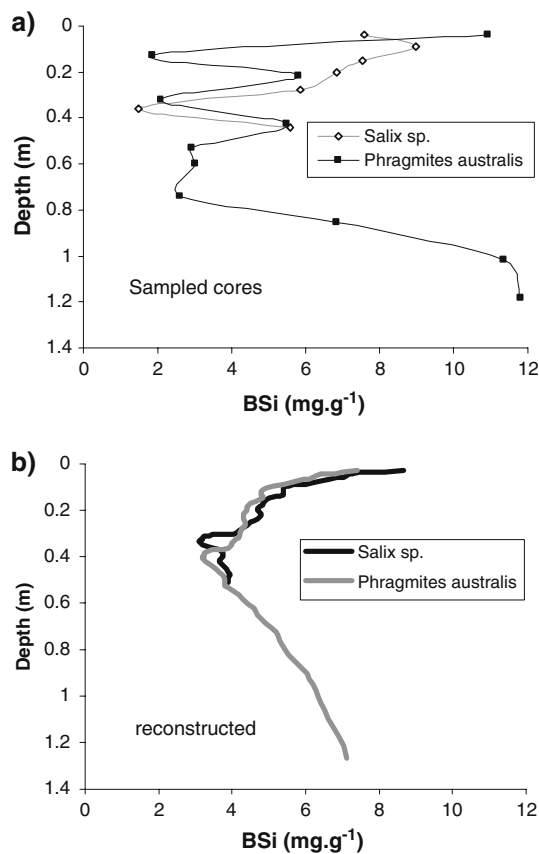 a)
0
0.2
0.4
0.6
0.8
1
1.2
1.4
Depth (m)
Salix sp.
Phragmites australis
Sampled cores
2 4 6 8 10 12
BSi (mg.g⁻¹)
b)
0
0.2
0.4
0.6
0.8
1
1.2
1.4
Depth (m)
Salix sp.
Phragmites australis
reconstructed
0 2 4 6 8 10 12
BSi (mg.g⁻¹)